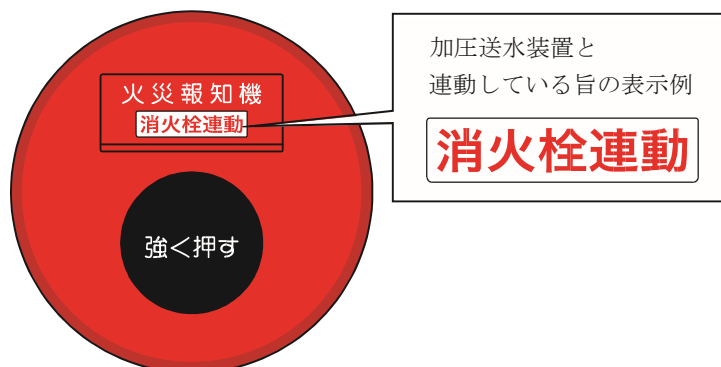 火災報知機
消火栓連動
強く押す
加圧送水装置と
連動している旨の表示例
消火栓連動